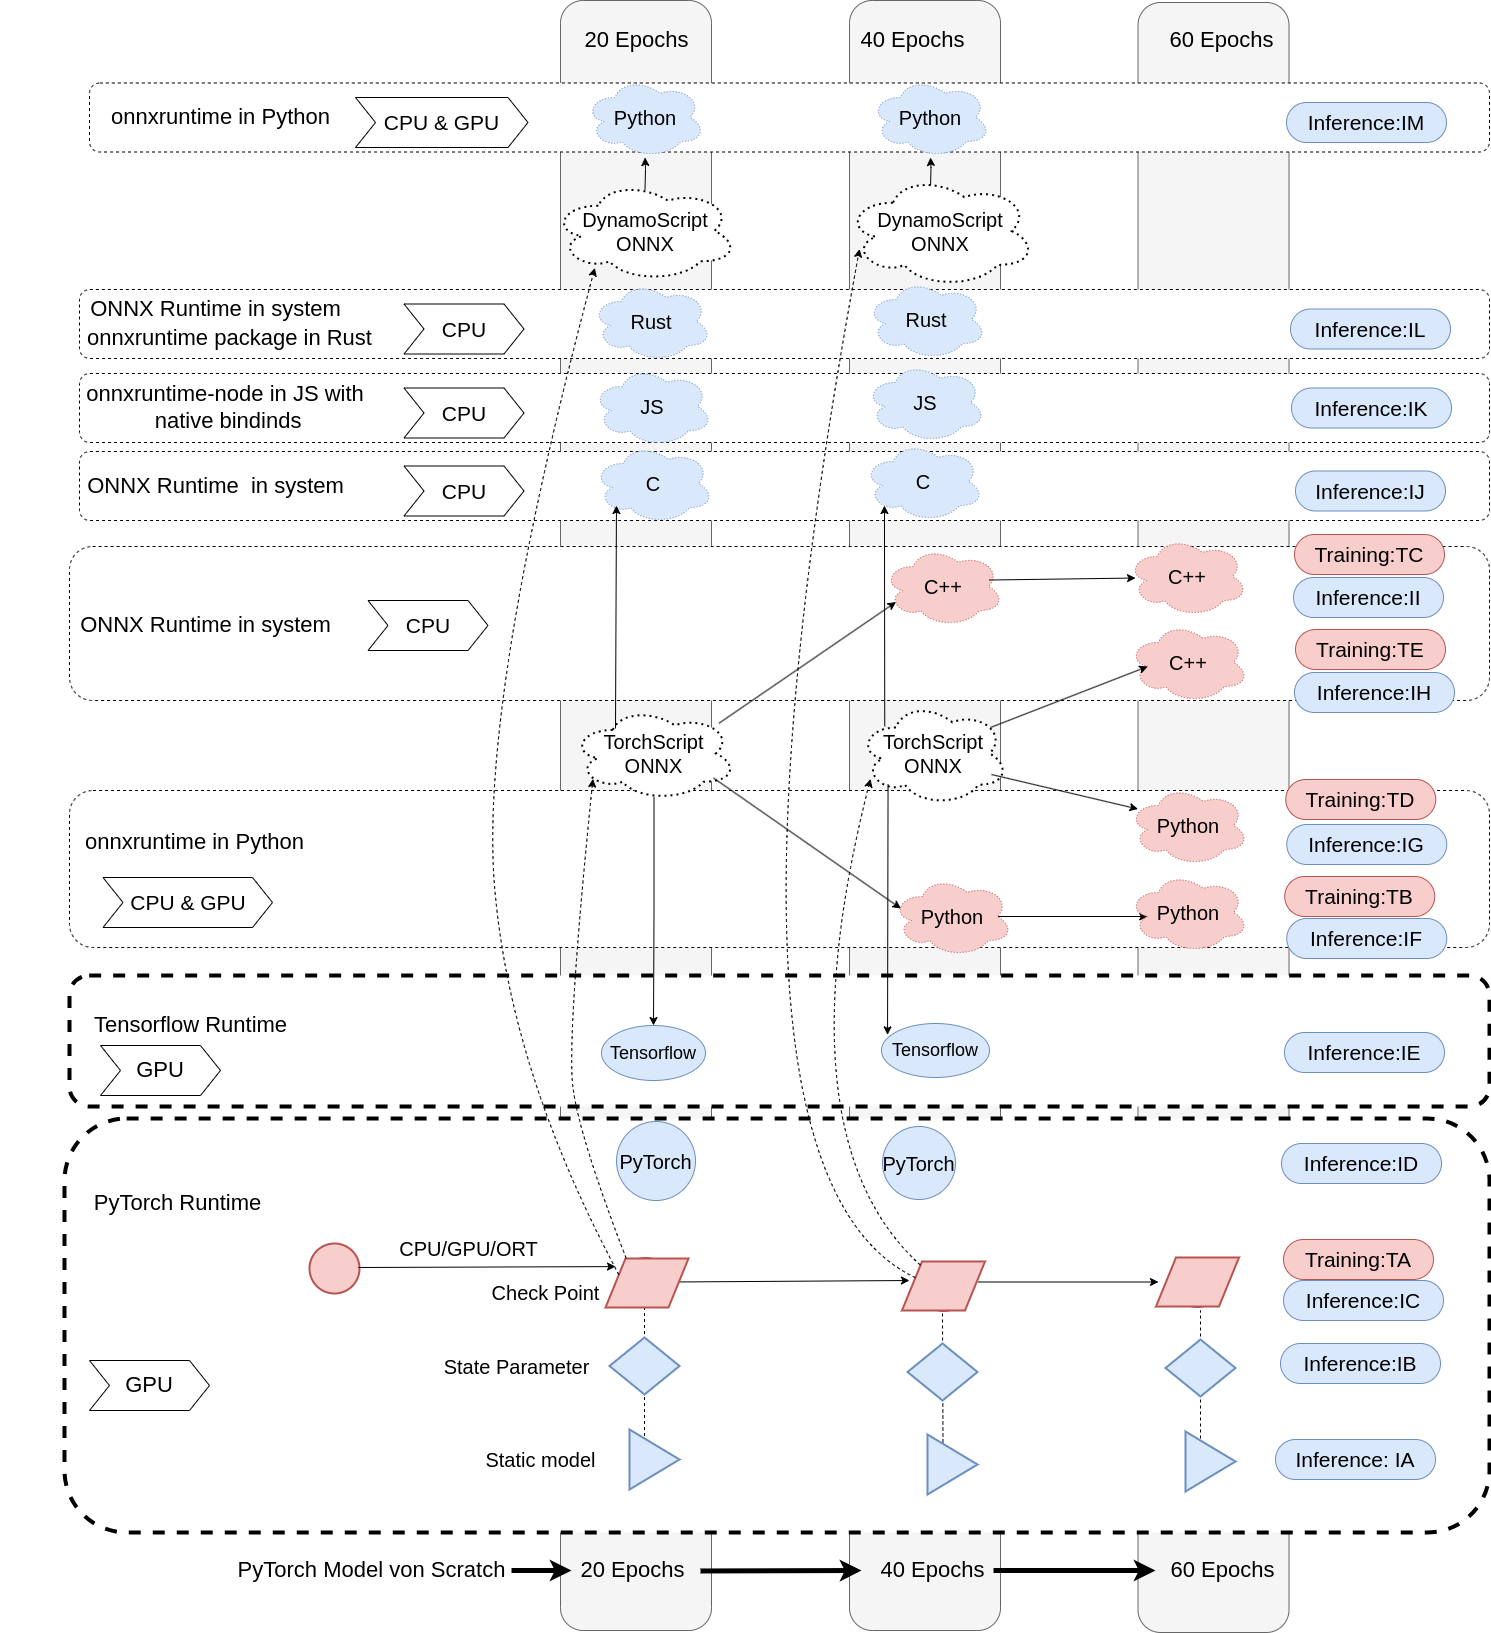 20 Epochs
40 Epochs
60 Epochs
onnxruntime in Python
CPU & GPU
Python
Python
Inference:IM
DynamoScript
ONNX
DynamoScript
ONNX
ONNX Runtime in system
onnxruntime package in Rust
CPU
Rust
Rust
Inference:IL
onnxruntime-node in JS with
native bindinds
CPU
JS
JS
Inference:IK
ONNX Runtime  in system
CPU
C
C
Inference:IJ
ONNX Runtime in system
CPU
C++
C++
Training:TC
Inference:II
C++
Training:TE
Inference:IH
TorchScript
ONNX
TorchScript
ONNX
onnxruntime in Python
CPU & GPU
Python
Training:TD
Inference:IG
Python
Python
Training:TB
Inference:IF
Tensorflow Runtime
GPU
Tensorflow
Tensorflow
Inference:IE
PyTorch
PyTorch
Inference:ID
PyTorch Runtime
CPU/GPU/ORT
Check Point
Training:TA
Inference:IC
GPU
State Parameter
Inference:IB
Static model
Inference: IA
PyTorch Model von Scratch
20 Epochs
40 Epochs
60 Epochs